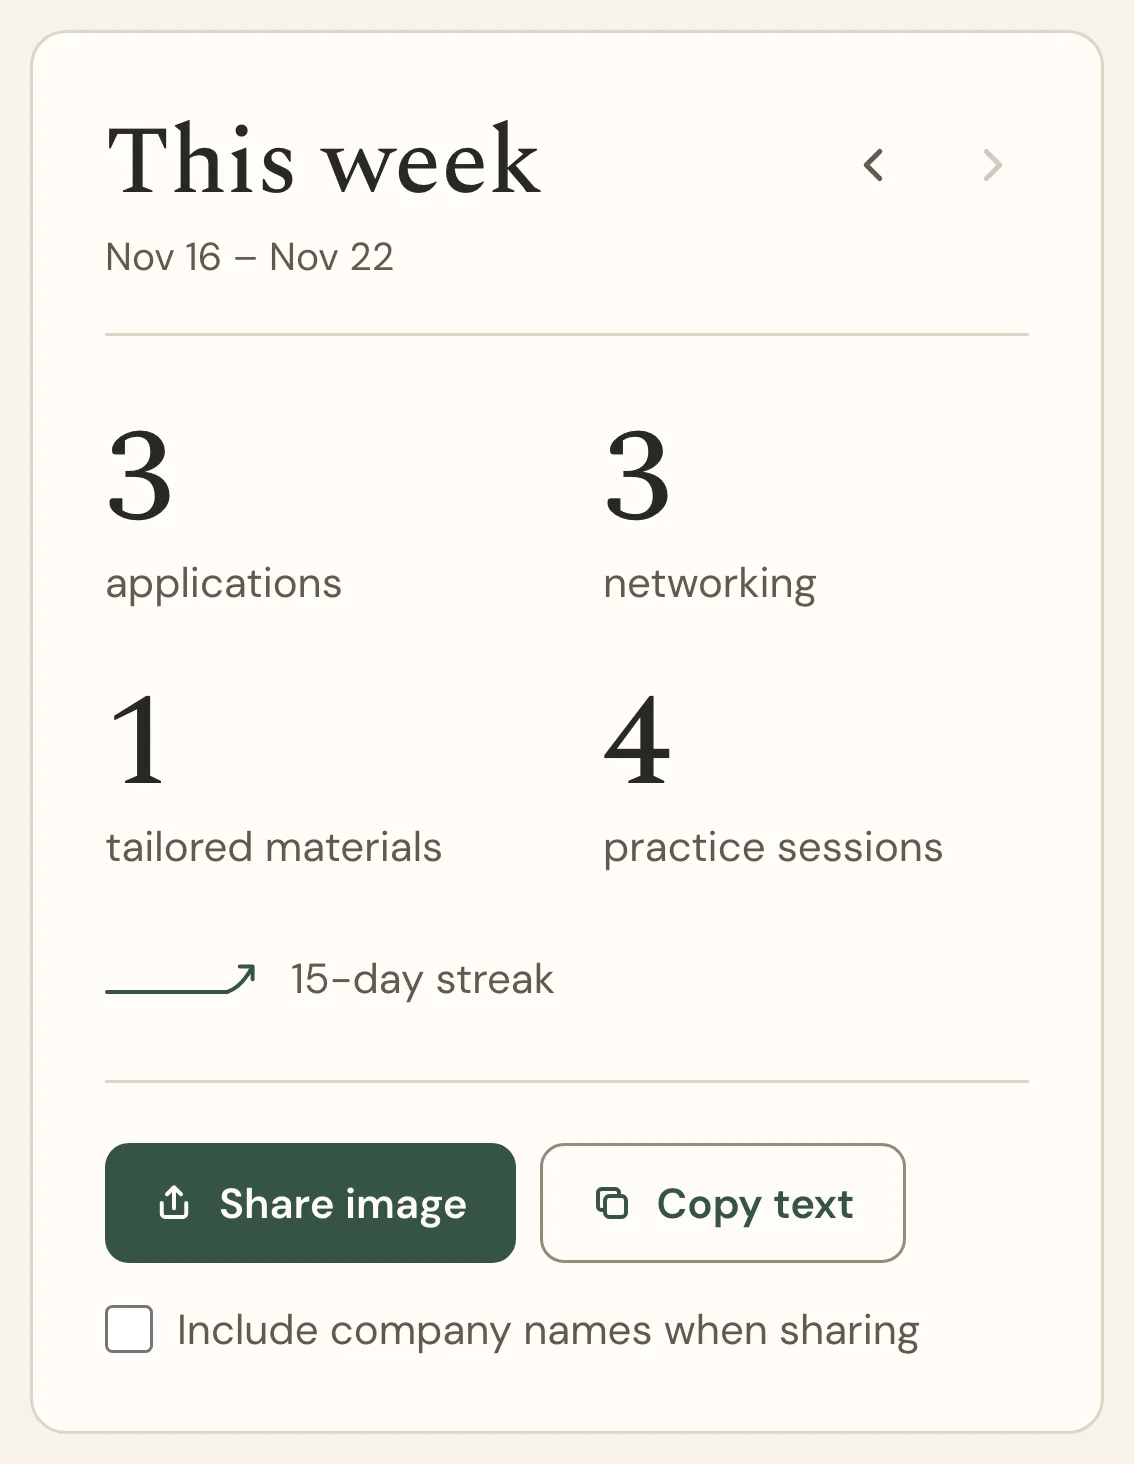 This week
Nov 16 – Nov 22
3
applications
3
networking
1
tailored materials
4
practice sessions
15-day streak
Share image
Copy text
Include company names when sharing